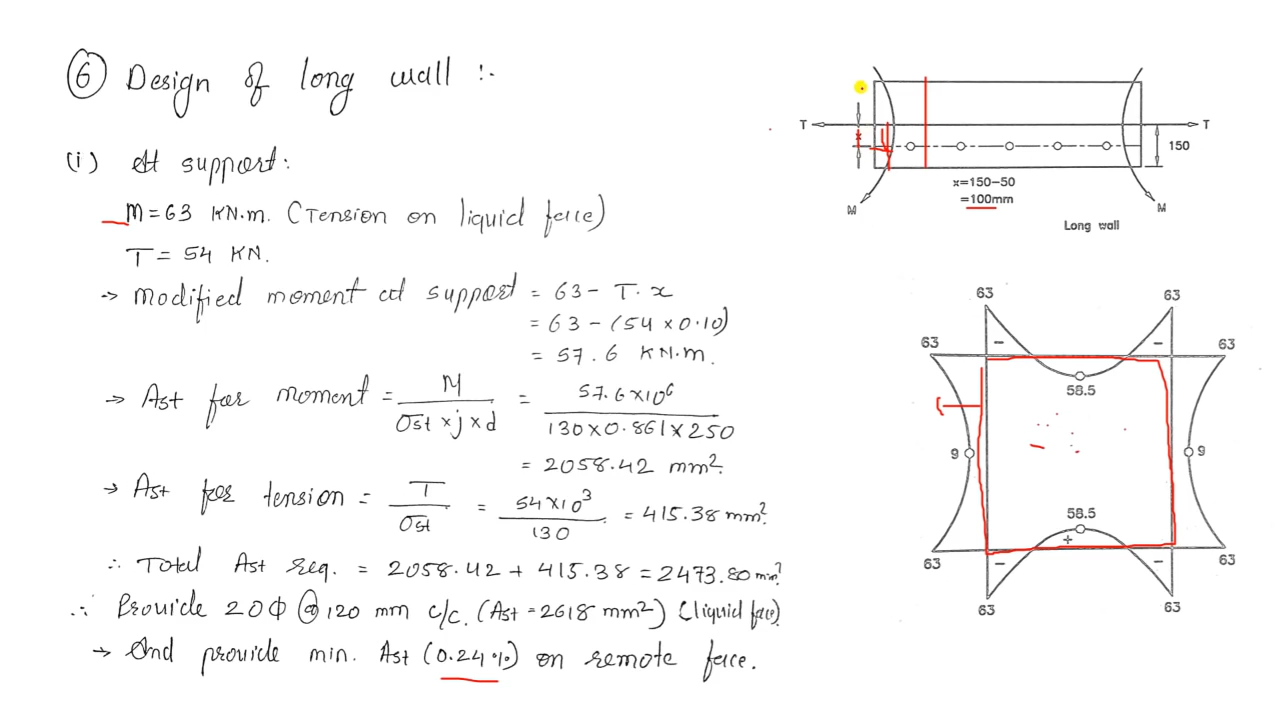 6 Design of long wall :-
(i) At support:
M = 63 KN.m. (Tension on liquid face)
T = 54 KN.
-> Modified moment at support = 63 - T.x
= 63 - (54 x 0.10)
= 57.6 KN.m.
-> Ast for moment = M / (σst x j x d) = 57.6x10^6 / (130x0.861x250)
= 2058.42 mm².
-> Ast for tension = T / σst = 54x10^3 / 130 = 415.38 mm².
∴ Total Ast req. = 2058.42 + 415.38 = 2473.80 mm²
∴ Provide 20Φ @ 120 mm c/c. (Ast = 2618 mm²) (liquid face)
-> And provide min. Ast (0.24 %) on remote face.
T T
x
150
x=150-50
=100mm
M M
Long wall
63 63
63 63
58.5
9 9
58.5
+
63 63
63 63